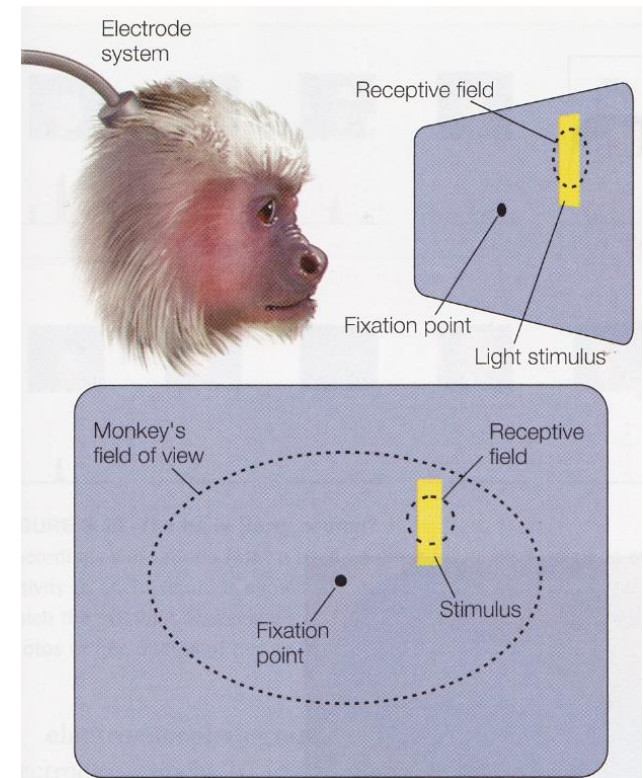 Electrode
system
Receptive field
Fixation point
Light stimulus
Monkey's
field of view
Receptive
field
Stimulus
Fixation
point